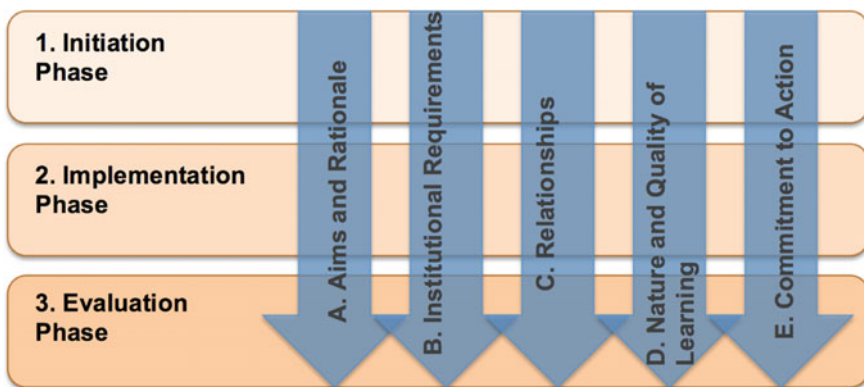 1. Initiation
Phase
2. Implementation
Phase
3. Evaluation
Phase
A. Aims and Rationale
B. Institutional Requirements
C. Relationships
D. Nature and Quality of
Learning
E. Commitment to Action